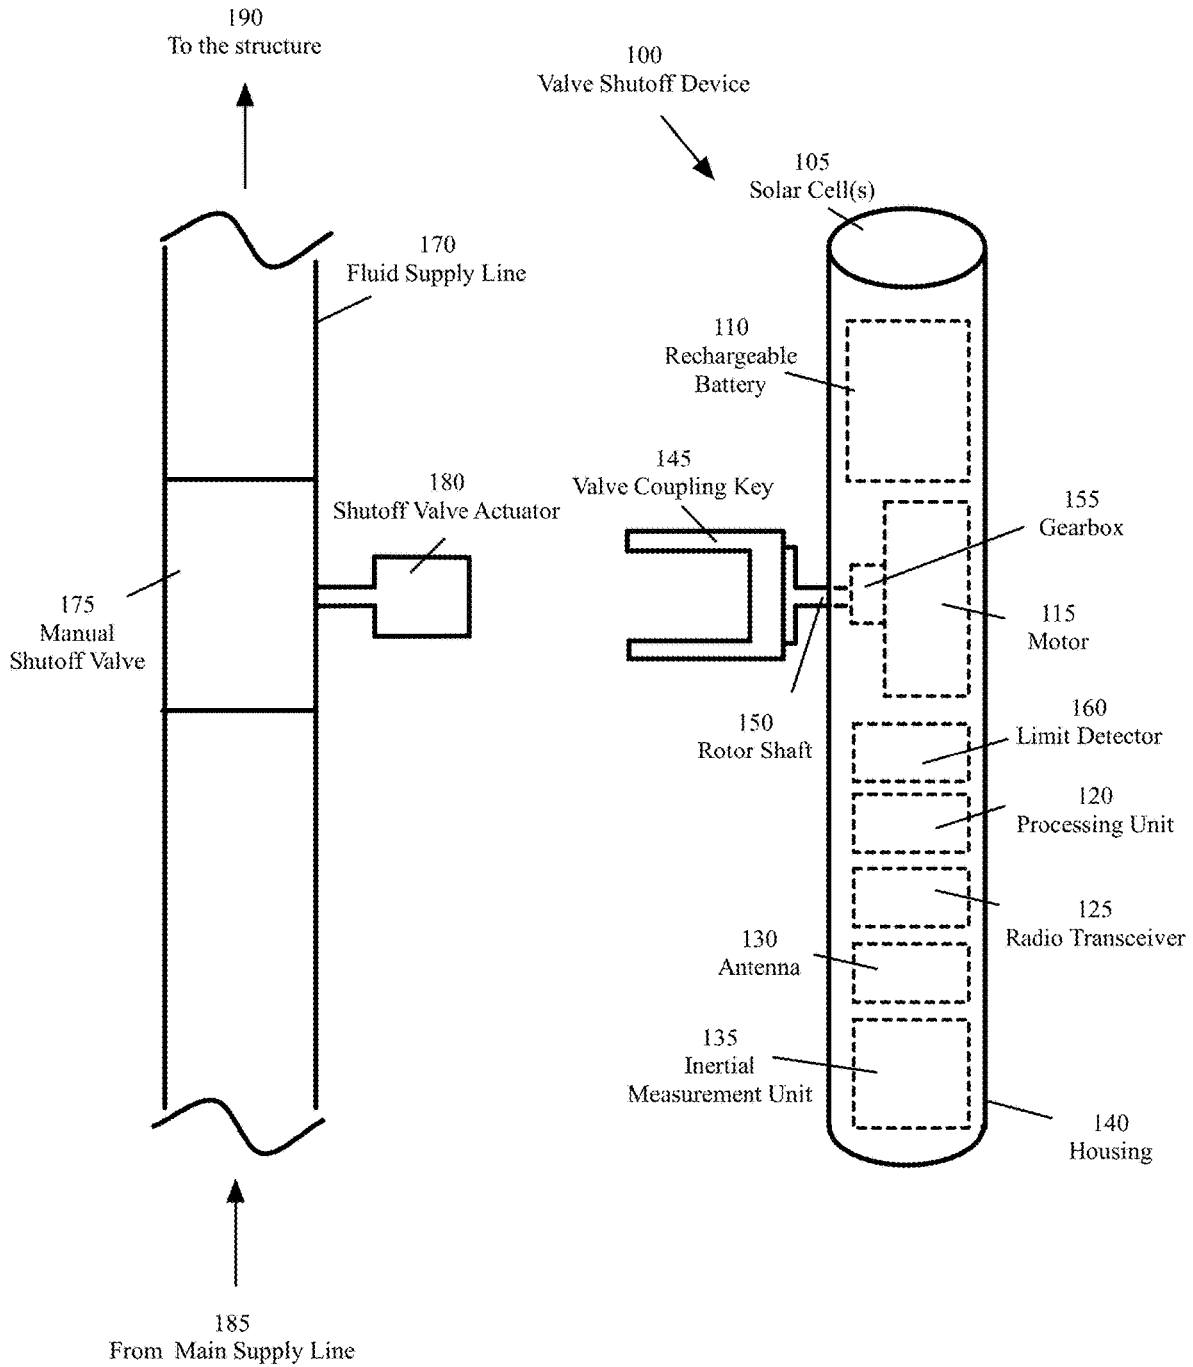 190
To the structure
100
Valve Shutoff Device
105
Solar Cell(s)
170
Fluid Supply Line
110
Rechargeable
Battery
145
Valve Coupling Key
180
Shutoff Valve Actuator
155
Gearbox
175
Manual
Shutoff Valve
115
Motor
150
Rotor Shaft
160
Limit Detector
120
Processing Unit
125
Radio Transceiver
130
Antenna
135
Inertial
Measurement Unit
140
Housing
185
From Main Supply Line